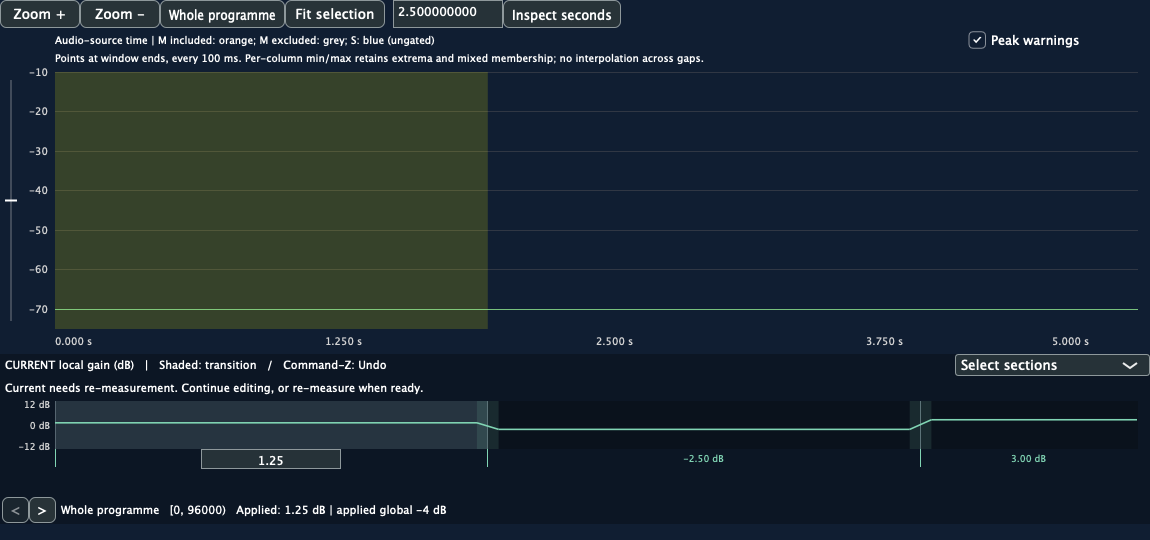 Zoom + Zoom – Whole programme Fit selection 2.500000000 Inspect seconds
Audio-source time | M included: orange; M excluded: grey; S: blue (ungated)
Peak warnings
Points at window ends, every 100 ms. Per-column min/max retains extrema and mixed membership; no interpolation across gaps.
−10
−20
−30
−40
−50
−60
−70
0.000 s 1.250 s 2.500 s 3.750 s 5.000 s
CURRENT local gain (dB) | Shaded: transition / Command-Z: Undo
Select sections
Current needs re-measurement. Continue editing, or re-measure when ready.
12 dB
0 dB
−12 dB
1.25 -2.50 dB 3.00 dB
< > Whole programme [0, 96000) Applied: 1.25 dB | applied global −4 dB